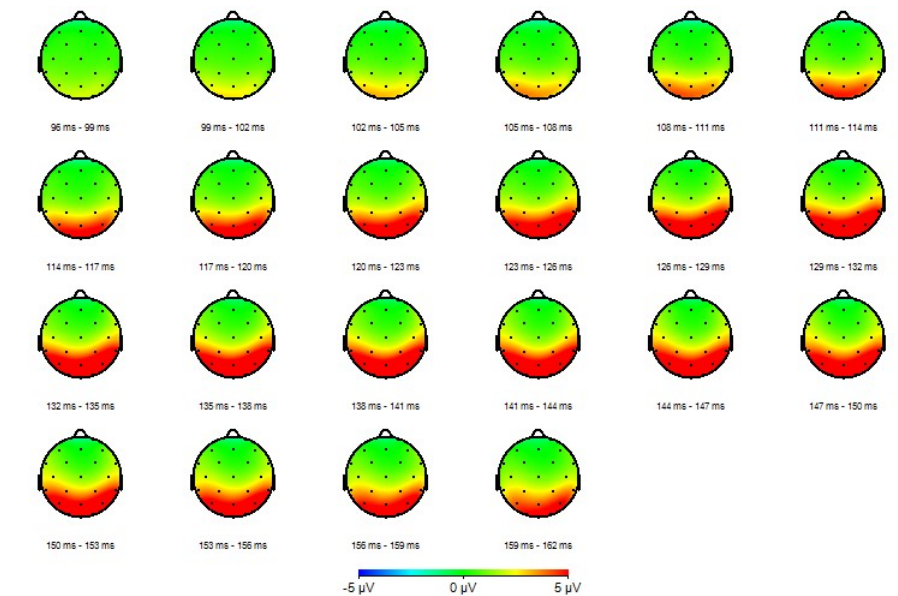 96 ms - 99 ms
99 ms - 102 ms
102 ms - 105 ms
105 ms - 108 ms
108 ms - 111 ms
111 ms - 114 ms
114 ms - 117 ms
117 ms - 120 ms
120 ms - 123 ms
123 ms - 126 ms
126 ms - 129 ms
129 ms - 132 ms
132 ms - 135 ms
135 ms - 138 ms
138 ms - 141 ms
141 ms - 144 ms
144 ms - 147 ms
147 ms - 150 ms
150 ms - 153 ms
153 ms - 156 ms
156 ms - 159 ms
159 ms - 162 ms
-5 µV 0 µV 5 µV